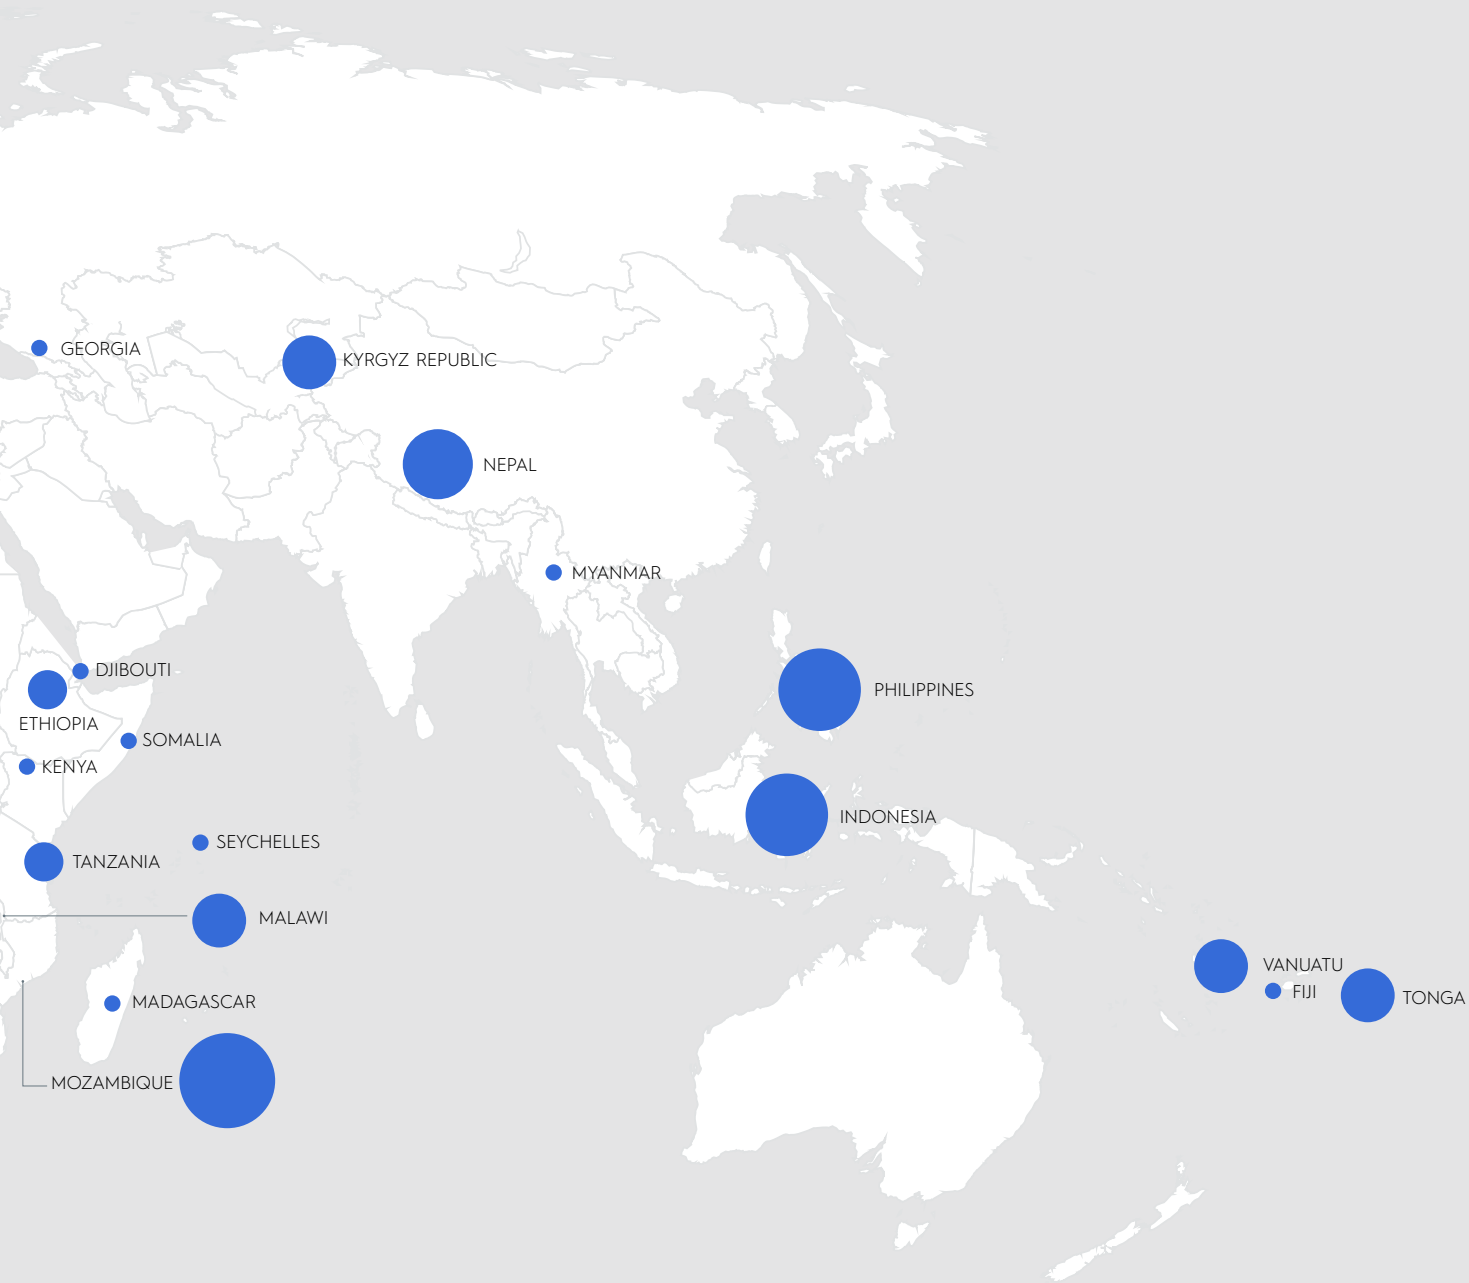 GEORGIA
KYRGYZ REPUBLIC
NEPAL
MYANMAR
DJIBOUTI
PHILIPPINES
ETHIOPIA
SOMALIA
KENYA
INDONESIA
SEYCHELLES
TANZANIA
MALAWI
VANUATU
FIJI
TONGA
MADAGASCAR
MOZAMBIQUE